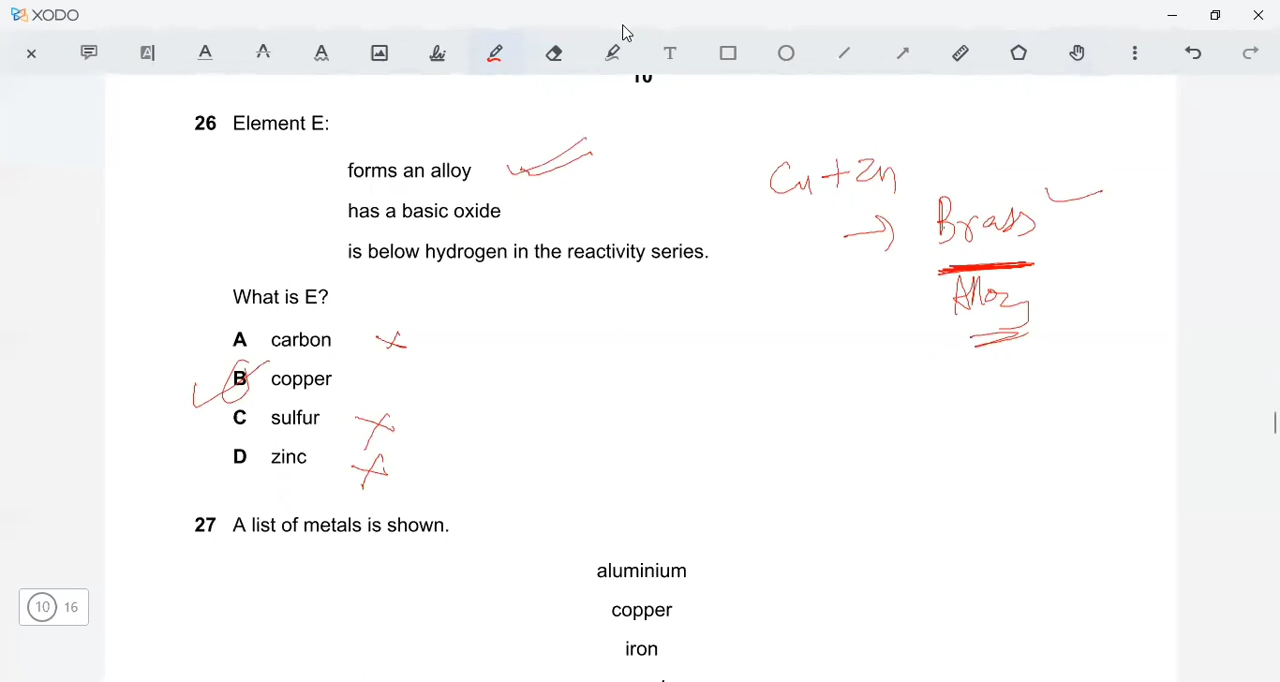 XODO
10
26 Element E:
forms an alloy
has a basic oxide
is below hydrogen in the reactivity series.
Cu + Zn
→ Brass
Alloy
What is E?
A carbon
B copper
C sulfur
D zinc
27 A list of metals is shown.
aluminium
copper
iron
10 16